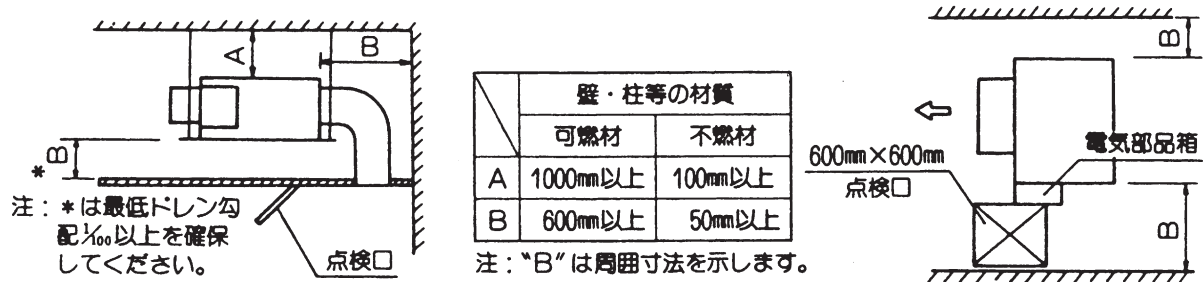 A
B
B
*
注：*は最低ドレン勾
配1/100以上を確保
してください。
点検口
壁・柱等の材質
可燃材 不燃材
A 1000mm以上 100mm以上
B 600mm以上 50mm以上
注：〝B〞は周囲寸法を示します。
B
電気部品箱
600mm×600mm
点検口
B